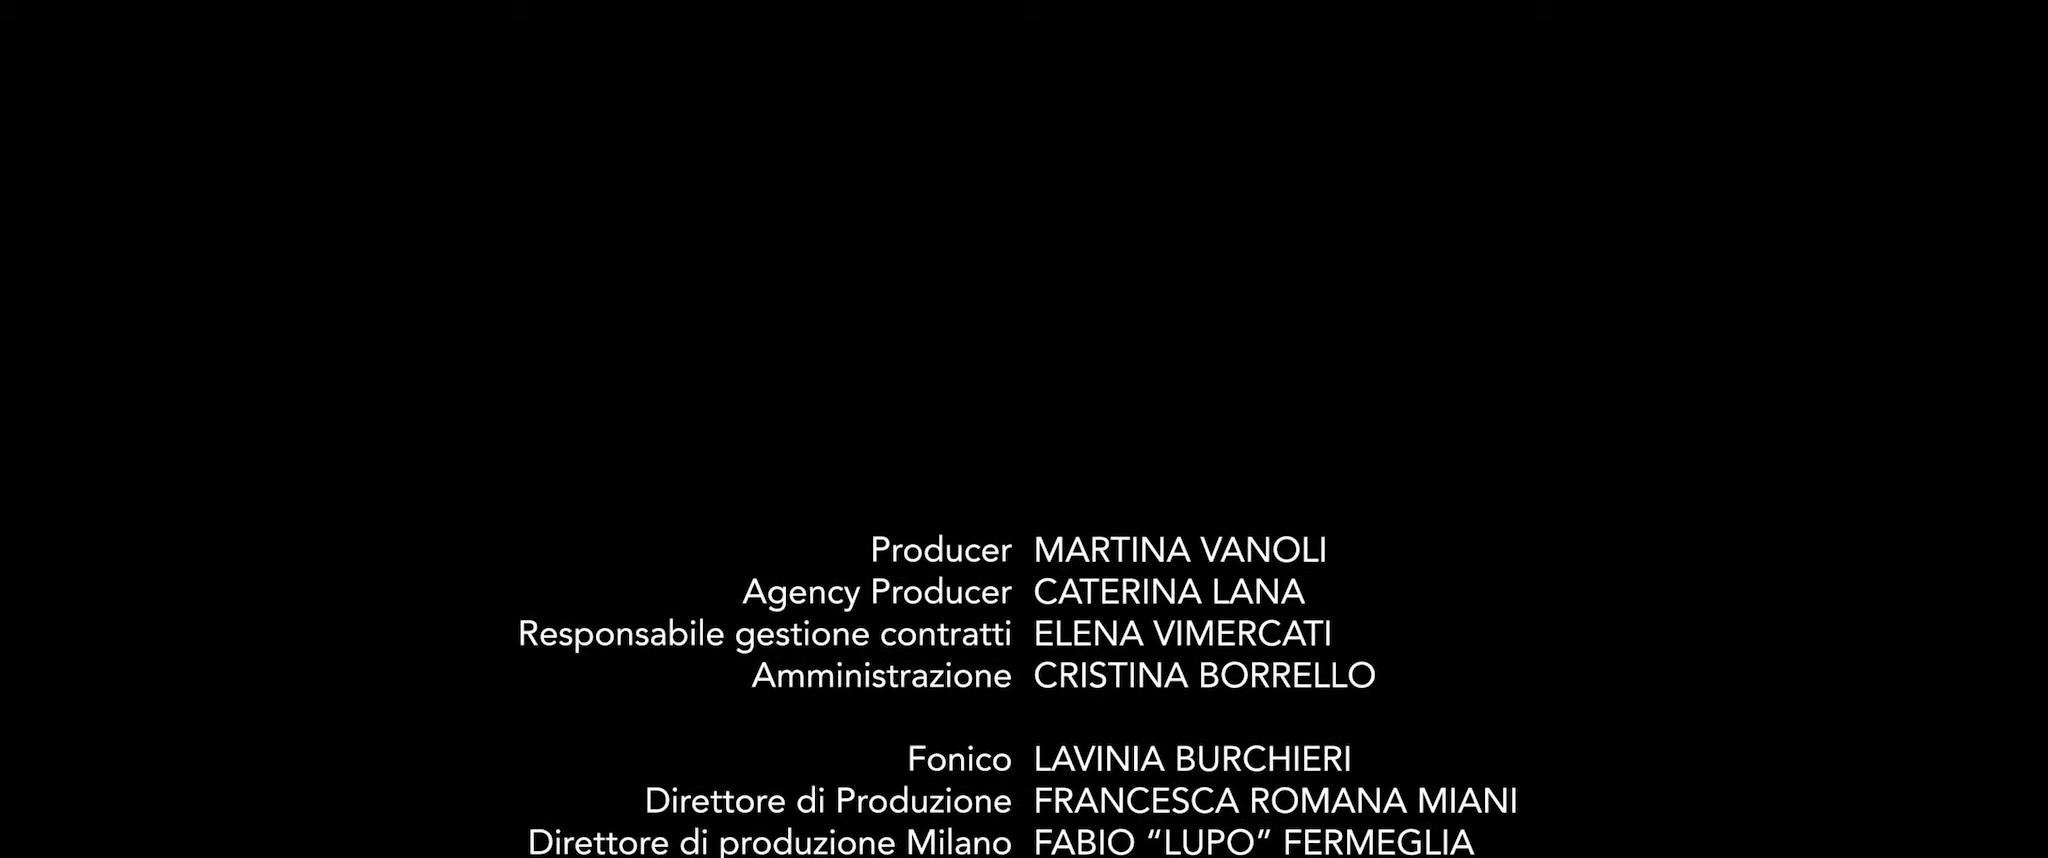 Producer MARTINA VANOLI
Agency Producer CATERINA LANA
Responsabile gestione contratti ELENA VIMERCATI
Amministrazione CRISTINA BORRELLO
Fonico LAVINIA BURCHIERI
Direttore di Produzione FRANCESCA ROMANA MIANI
Direttore di produzione Milano FABIO “LUPO” FERMEGLIA